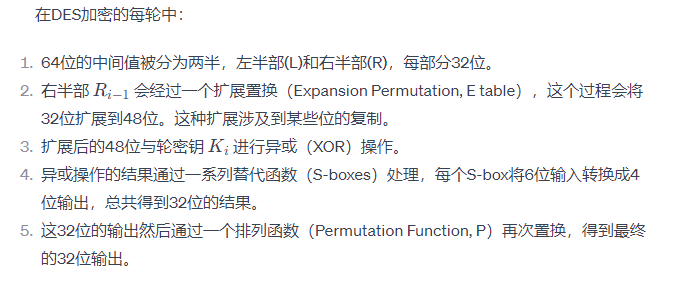 在DES加密的每轮中：
1. 64位的中间值被分为两半，左半部(L)和右半部(R)，每部分32位。
2. 右半部 Rᵢ₋₁ 会经过一个扩展置换（Expansion Permutation, E table），这个过程会将
32位扩展到48位。这种扩展涉及到某些位的复制。
3. 扩展后的48位与轮密钥 Kᵢ 进行异或（XOR）操作。
4. 异或操作的结果通过一系列替代函数（S-boxes）处理，每个S-box将6位输入转换成4
位输出，总共得到32位的结果。
5. 这32位的输出然后通过一个排列函数（Permutation Function, P）再次置换，得到最终
的32位输出。